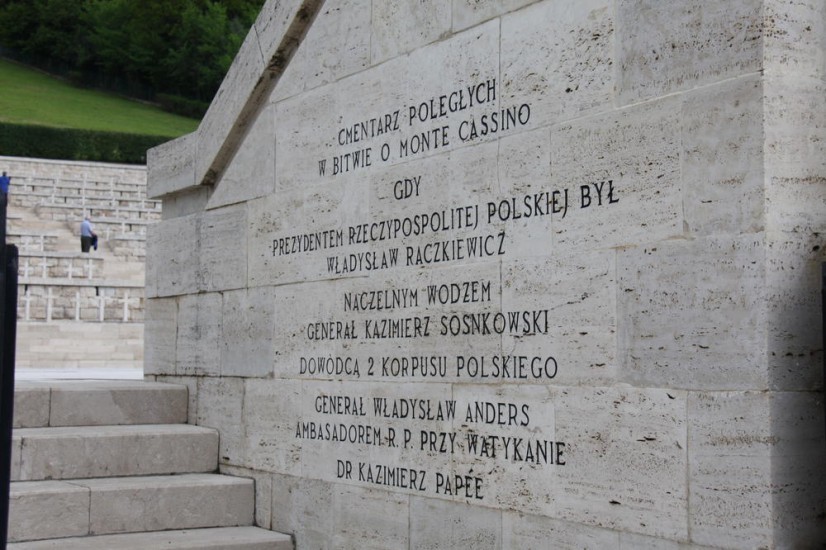 CMENTARZ POLEGŁYCH
W BITWIE O MONTE CASSINO
GDY
PREZYDENTEM RZECZYPOSPOLITEJ POLSKIEJ BYŁ
WŁADYSŁAW RACZKIEWICZ
NACZELNYM WODZEM
GENERAŁ KAZIMIERZ SOSNKOWSKI
DOWÓDCĄ 2 KORPUSU POLSKIEGO
GENERAŁ WŁADYSŁAW ANDERS
AMBASADOREM R. P. PRZY WATYKANIE
DR KAZIMIERZ PAPÉE